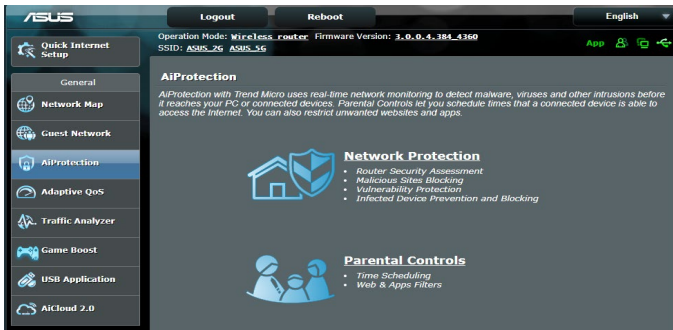 ASUS
Logout
Reboot
English
Quick Internet
Setup
Operation Mode: Wireless router Firmware Version: 3.0.0.4.384_4360
SSID: ASUS_2G ASUS_5G
App
General
Network Map
Guest Network
AiProtection
Adaptive QoS
Traffic Analyzer
Game Boost
USB Application
AiCloud 2.0
AiProtection
AiProtection with Trend Micro uses real-time network monitoring to detect malware, viruses and other intrusions before
it reaches your PC or connected devices. Parental Controls let you schedule times that a connected device is able to
access the Internet. You can also restrict unwanted websites and apps.
Network Protection
• Router Security Assessment
• Malicious Sites Blocking
• Vulnerability Protection
• Infected Device Prevention and Blocking
Parental Controls
• Time Scheduling
• Web & Apps Filters